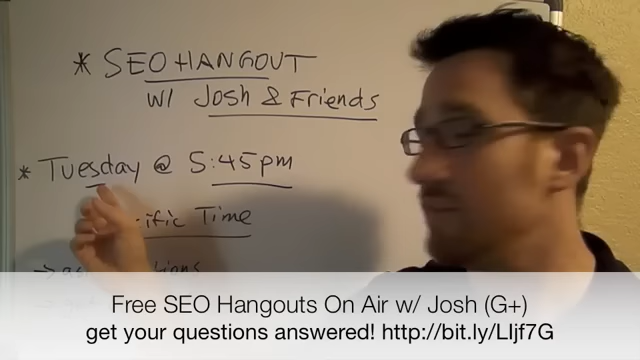 * SEO HANGOUT
w/ Josh & Friends
* Tuesday @ 5:45pm
Time
Free SEO Hangouts On Air w/ Josh (G+)
get your questions answered! http://bit.ly/LIjf7G